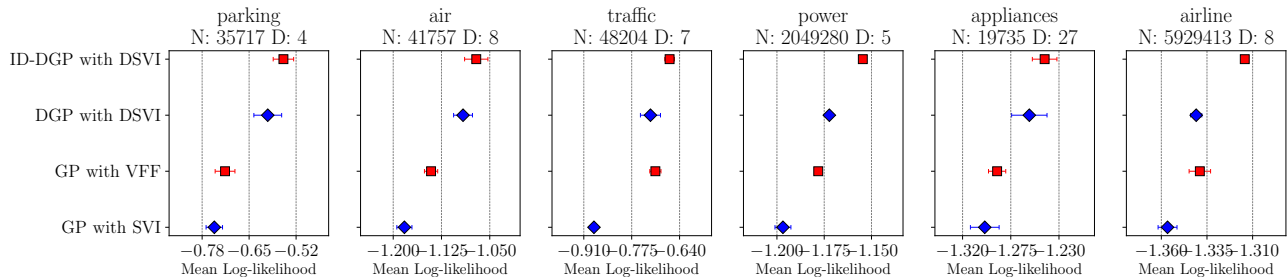 parking
N: 35717 D: 4
air
N: 41757 D: 8
traffic
N: 48204 D: 7
power
N: 2049280 D: 5
appliances
N: 19735 D: 27
airline
N: 5929413 D: 8
ID-DGP with DSVI
DGP with DSVI
GP with VFF
GP with SVI
−0.78 −0.65 −0.52
−1.200 −1.125 −1.050
−0.910 −0.775 −0.640
−1.200 −1.175 −1.150
−1.320 −1.275 −1.230
−1.360 −1.335 −1.310
Mean Log-likelihood
Mean Log-likelihood
Mean Log-likelihood
Mean Log-likelihood
Mean Log-likelihood
Mean Log-likelihood